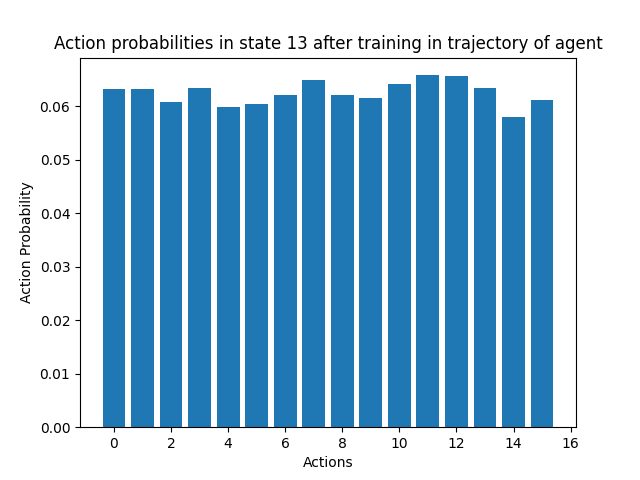 Action probabilities in state 13 after training in trajectory of agent
0.06
0.05
0.04
0.03
0.02
0.01
0.00
Action Probability
0 2 4 6 8 10 12 14 16
Actions